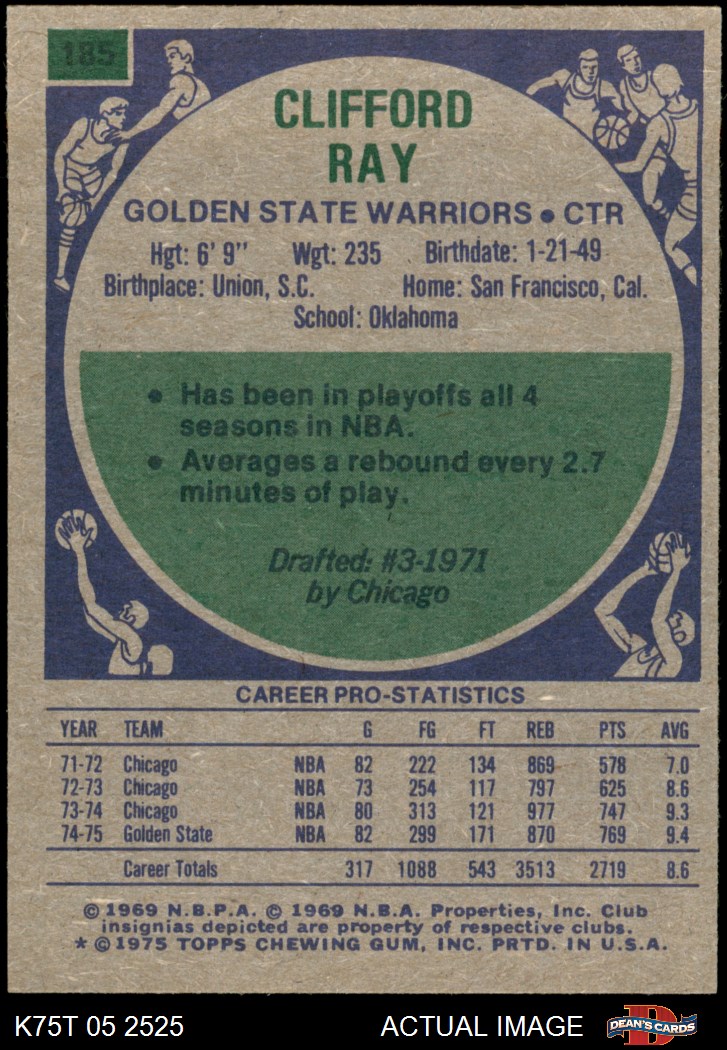 185
CLIFFORD
RAY
GOLDEN STATE WARRIORS • CTR
Hgt: 6' 9" Wgt: 235 Birthdate: 1-21-49
Birthplace: Union, S.C. Home: San Francisco, Cal.
School: Oklahoma
• Has been in playoffs all 4
seasons in NBA.
• Averages a rebound every 2.7
minutes of play.
Drafted: #3-1971
by Chicago
CAREER PRO-STATISTICS
YEAR TEAM G FG FT REB PTS AVG
71-72 Chicago NBA 82 222 134 869 578 7.0
72-73 Chicago NBA 73 254 117 797 625 8.6
73-74 Chicago NBA 80 313 121 977 747 9.3
74-75 Golden State NBA 82 299 171 870 769 9.4
Career Totals 317 1088 543 3513 2719 8.6
© 1969 N.B.P.A. © 1969 N.B.A. Properties, Inc. Club
insignias depicted are property of respective clubs.
* © 1975 TOPPS CHEWING GUM, INC. PRTD. IN U.S.A.
K75T 05 2525 ACTUAL IMAGE D DEAN'S CARDS